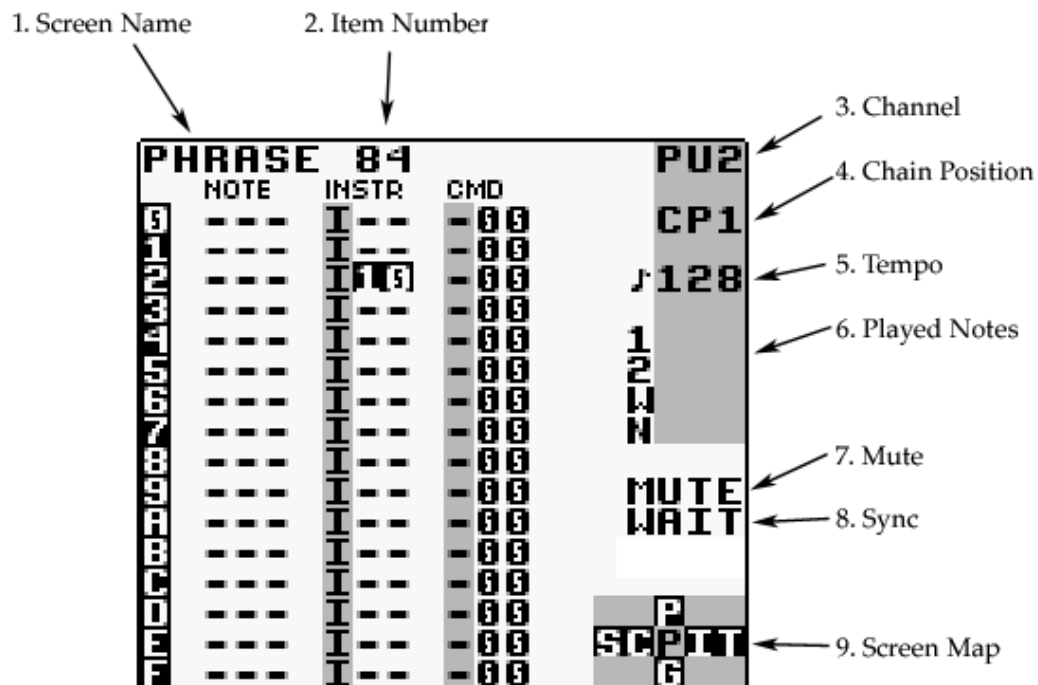 1. Screen Name 2. Item Number
3. Channel
PHRASE 84 PU2
4. Chain Position
NOTE INSTR CMD
0 --- I-- -00 CP1
1 --- I-- -00
5. Tempo
2 --- I10 -00 ♪128
3 --- I-- -00
6. Played Notes
4 --- I-- -00 1
5 --- I-- -00 2
6 --- I-- -00 W
7 --- I-- -00 N
8 --- I-- -00
7. Mute
9 --- I-- -00 MUTE
A --- I-- -00 WAIT
8. Sync
B --- I-- -00
C --- I-- -00
D --- I-- -00 P
E --- I-- -00 SCPIT
9. Screen Map
F --- I-- -00 G